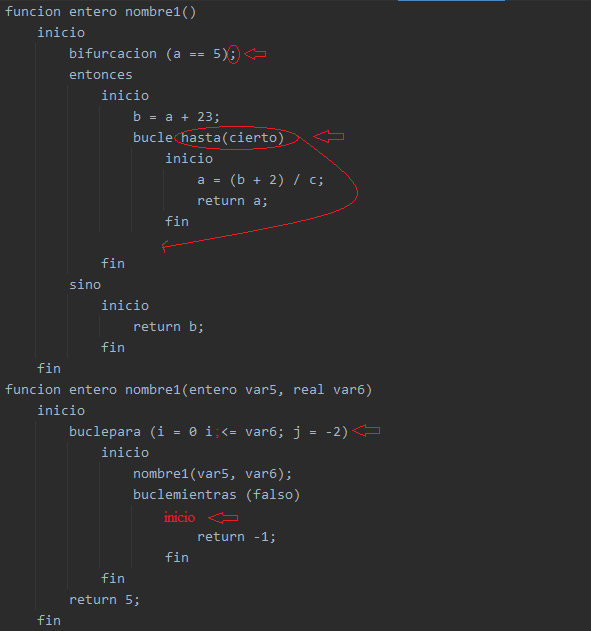 funcion entero nombre1()
inicio
bifurcacion (a == 5);
entonces
inicio
b = a + 23;
bucle hasta(cierto)
inicio
a = (b + 2) / c;
return a;
fin
fin
sino
inicio
return b;
fin
fin
funcion entero nombre1(entero var5, real var6)
inicio
buclepara (i = 0 i;<= var6; j = -2)
inicio
nombre1(var5, var6);
buclemientras (falso)
inicio
return -1;
fin
fin
return 5;
fin